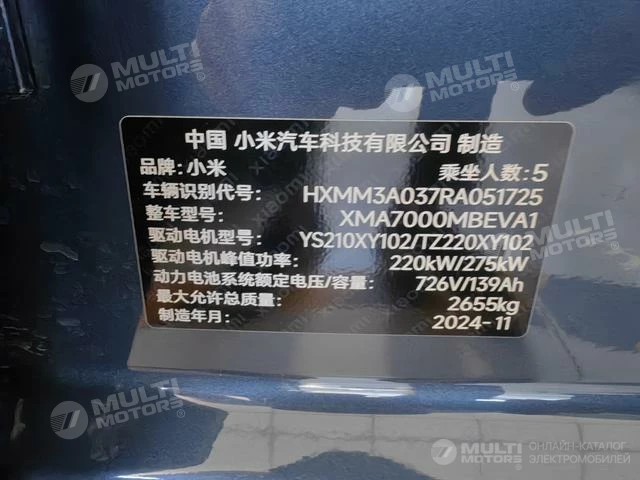 MULTI MOTORS®
MULTI MOTORS®
中国 小米汽车科技有限公司 制造
品牌: 小米 乘坐人数: 5
车辆识别代号: HXMM3A037RA051725
整车型号: XMA7000MBEVA1
驱动电机型号: YS210XY102/TZ220XY102
驱动电机峰值功率: 220kW/275kW
动力电池系统额定电压/容量: 726V/139Ah
最大允许总质量: 2655kg
制造年月: 2024-11
MULTI MOTORS®
MULTI MOTORS®
ОНЛАЙН-КАТАЛОГ
ЭЛЕКТРОМОБИЛЕЙ